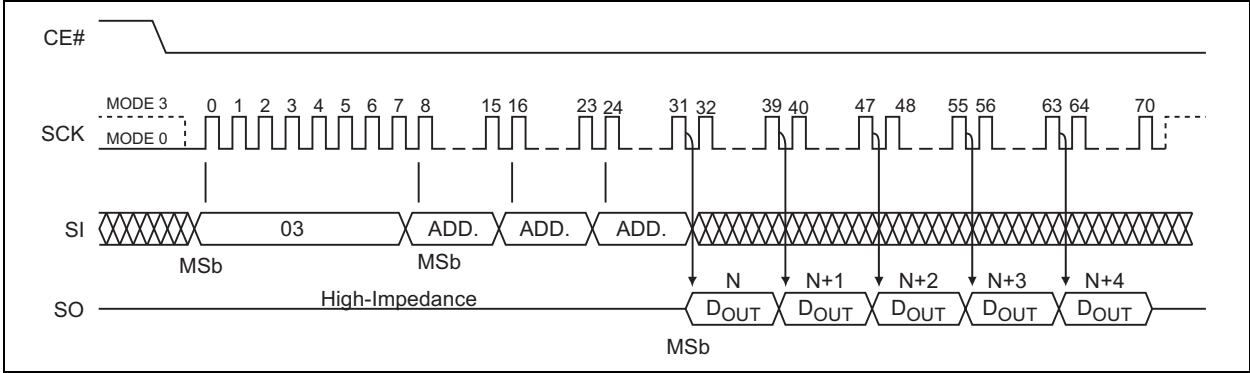 CE#
MODE 3
0 1 2 3 4 5 6 7 8 15 16 23 24 31 32 39 40 47 48 55 56 63 64 70
SCK
MODE 0
SI
03 ADD. ADD. ADD.
MSb MSb
N N+1 N+2 N+3 N+4
High-Impedance
SO
DOUT DOUT DOUT DOUT DOUT
MSb